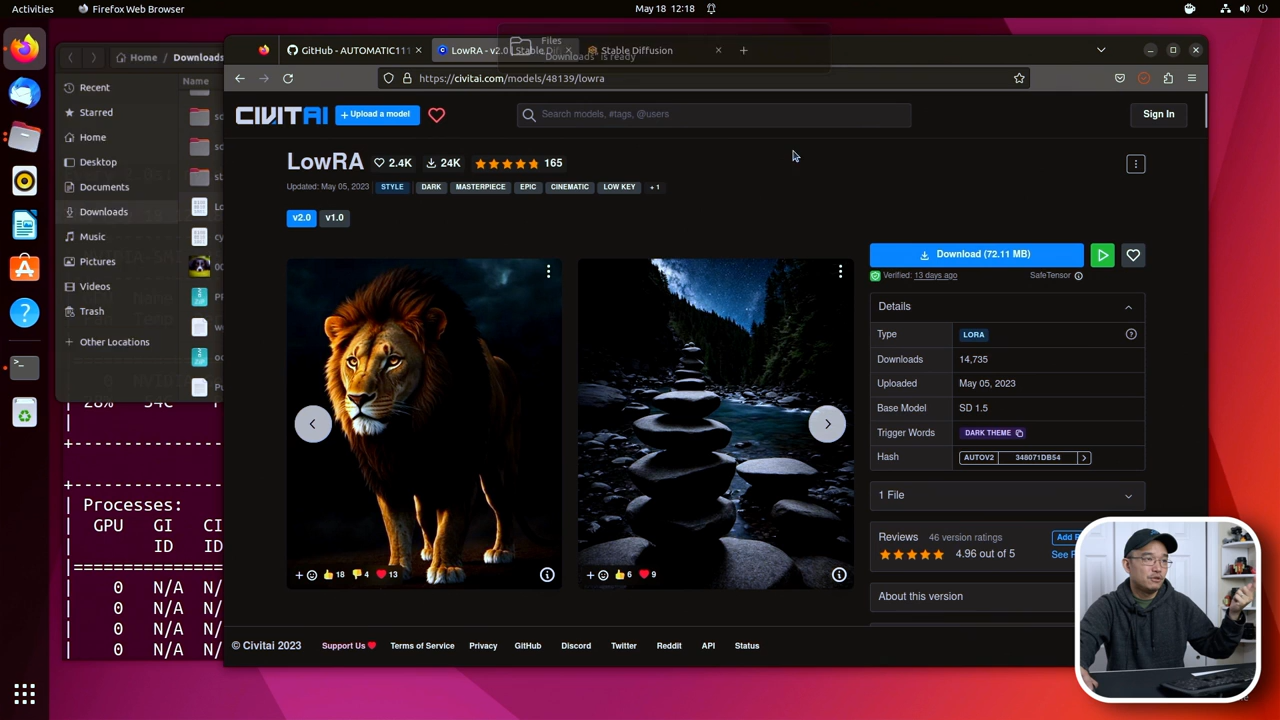 Activities
Firefox Web Browser
May 18 12:18
Files
"Downloads" is ready
Home / Downloads
Recent
Starred
Home
Desktop
Documents
Downloads
Music
Pictures
Videos
Trash
Other Locations
Name
GitHub - AUTOMATIC111
LowRA - v2.0
Stable Diffusion
https://civitai.com/models/48139/lowra
CIVITAI
+ Upload a model
Search models, #tags, @users
Sign In
LowRA
2.4K
24K
165
Updated: May 05, 2023
STYLE
DARK
MASTERPIECE
EPIC
CINEMATIC
LOW KEY
+ 1
v2.0
v1.0
Download (72.11 MB)
Verified: 13 days ago
SafeTensor
Details
Type
LORA
Downloads
14,735
Uploaded
May 05, 2023
Base Model
SD 1.5
Trigger Words
DARK THEME
Hash
AUTOV2
348071DB54
1 File
Reviews
46 version ratings
4.96 out of 5
About this version
18
4
13
6
9
© Civitai 2023
Support Us
Terms of Service
Privacy
GitHub
Discord
Twitter
Reddit
API
Status
| Processes:
| GPU GI CI
| ID ID
|==============
| 0 N/A N/
| 0 N/A N/
| 0 N/A N/
| 0 N/A N/